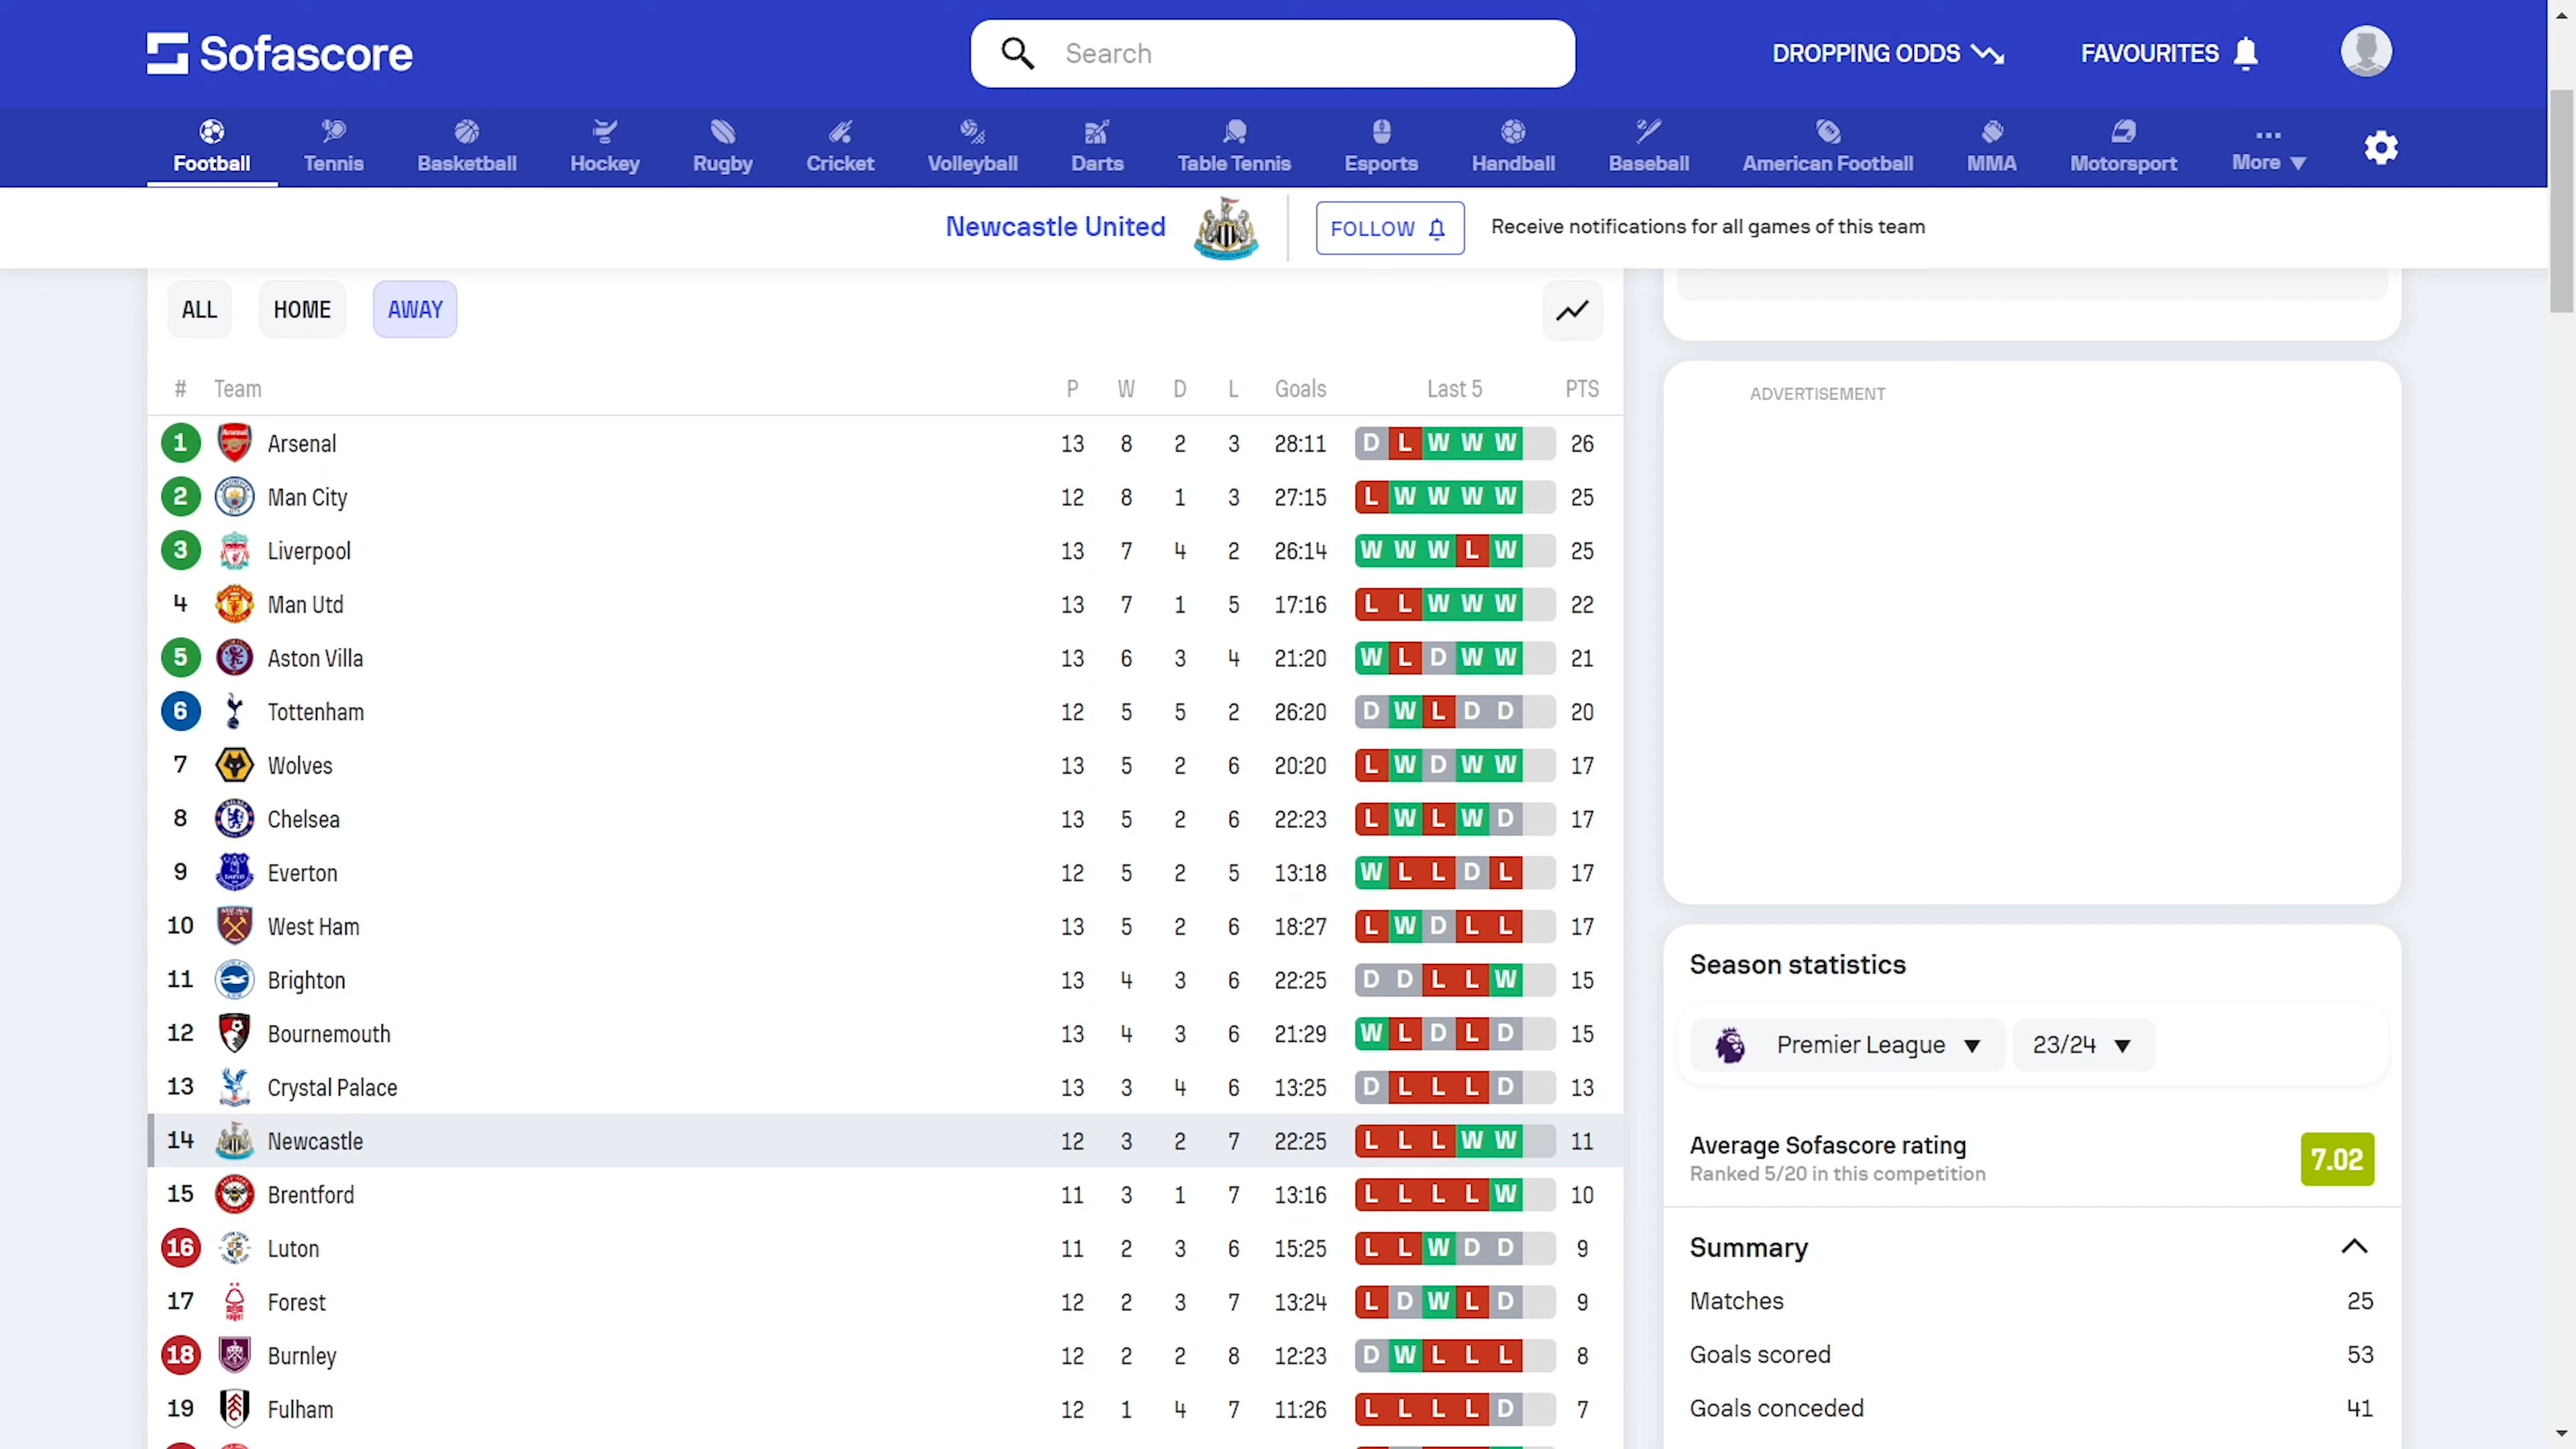 Sofascore
Search
DROPPING ODDS
FAVOURITES
Football Tennis Basketball Hockey Rugby Cricket Volleyball Darts Table Tennis Esports Handball Baseball American Football MMA Motorsport More
Newcastle United
FOLLOW
Receive notifications for all games of this team
ALL HOME AWAY
# Team P W D L Goals Last 5 PTS
1 Arsenal 13 8 2 3 28:11 D L W W W 26
2 Man City 12 8 1 3 27:15 L W W W W 25
3 Liverpool 13 7 4 2 26:14 W W W L W 25
4 Man Utd 13 7 1 5 17:16 L L W W W 22
5 Aston Villa 13 6 3 4 21:20 W L D W W 21
6 Tottenham 12 5 5 2 26:20 D W L D D 20
7 Wolves 13 5 2 6 20:20 L W D W W 17
8 Chelsea 13 5 2 6 22:23 L W L W D 17
9 Everton 12 5 2 5 13:18 W L L D L 17
10 West Ham 13 5 2 6 18:27 L W D L L 17
11 Brighton 13 4 3 6 22:25 D D L L W 15
12 Bournemouth 13 4 3 6 21:29 W L D L D 15
13 Crystal Palace 13 3 4 6 13:25 D L L L D 13
14 Newcastle 12 3 2 7 22:25 L L L W W 11
15 Brentford 11 3 1 7 13:16 L L L L W 10
16 Luton 11 2 3 6 15:25 L L W D D 9
17 Forest 12 2 3 7 13:24 L D W L D 9
18 Burnley 12 2 2 8 12:23 D W L L L 8
19 Fulham 12 1 4 7 11:26 L L L L D 7
ADVERTISEMENT
Season statistics
Premier League 23/24
Average Sofascore rating
7.02
Ranked 5/20 in this competition
Summary
Matches 25
Goals scored 53
Goals conceded 41